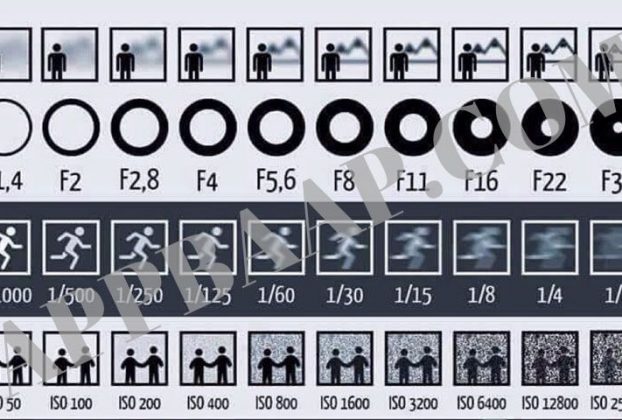 1,4 F2 F2,8 F4 F5,6 F8 F11 F16 F22 F3
1000 1/500 1/250 1/125 1/60 1/30 1/15 1/8 1/4 1/
ISO 50 ISO 100 ISO 200 ISO 400 ISO 800 ISO 1600 ISO 3200 ISO 6400 ISO 12800 ISO 25
APPBAAP.COM